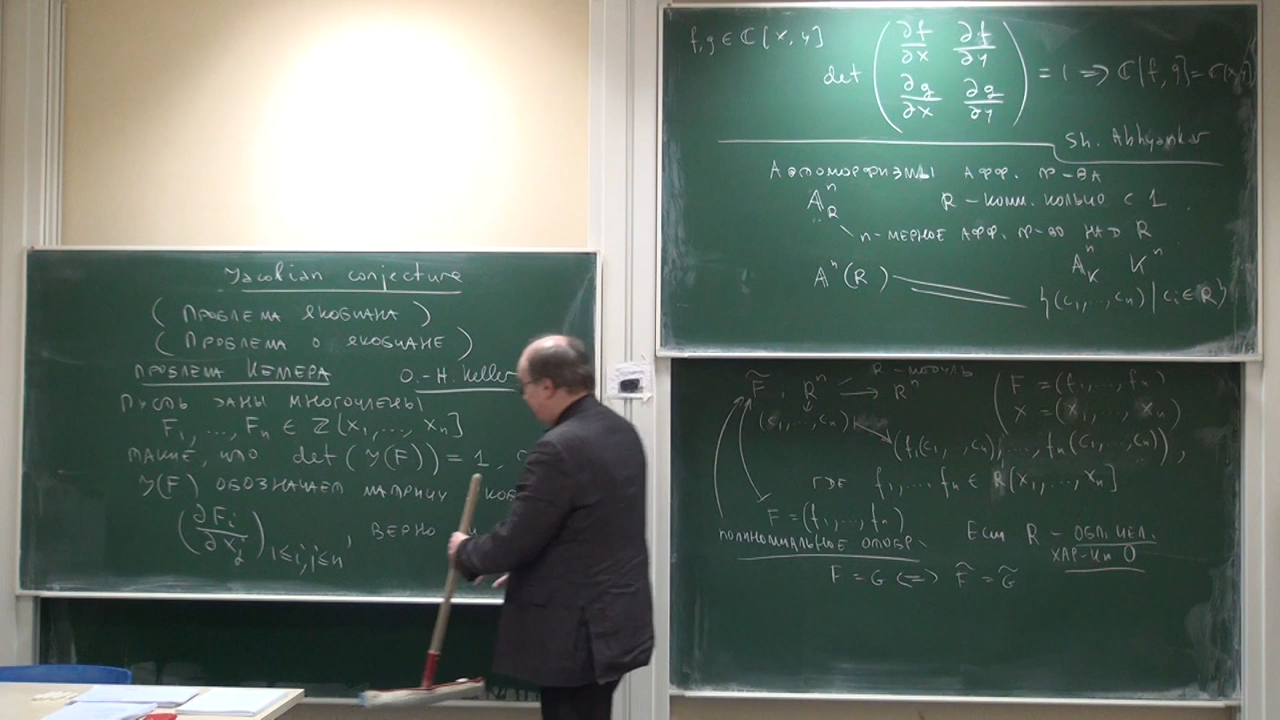 Jacobian conjecture
(ПРОБЛЕМА ЯКОБИАНА)
(ПРОБЛЕМА О ЯКОБИАНЕ)
ПРОБЛЕМА КЕЛЛЕРА O.-H. Keller
ПУСТЬ ДАНЫ МНОГОЧЛЕНЫ
F₁, ..., Fₙ ∈ ℤ[x₁, ..., xₙ]
ТАКИЕ, ЧТО det(J(F)) = 1,
J(F) ОБОЗНАЧАЕТ МАТРИЦУ
(∂Fᵢ/∂xⱼ)₁≤i,j≤n, ВЕРНО
f, g ∈ ℂ[x, y]
det (∂f/∂x ∂f/∂y
∂g/∂x ∂g/∂y) = 1 ⇒ ℂ[f, g] = ℂ[x, y]
Sh. Abhyankar
АВТОМОРФИЗМЫ АФФ. ПР-ВА
𝔸ⁿ_R R - КОММ. КОЛЬЦО С 1.
n-МЕРНОЕ АФФ. ПР-ВО НАД R
𝔸ⁿ_K Kⁿ
𝔸ⁿ(R) = {(c₁, ..., cₙ) | cᵢ ∈ R}
F̃: Rⁿ → Rⁿ R-МОДУЛЬ
(F = (f₁, ..., fₙ)
X = (x₁, ..., xₙ)
(c₁, ..., cₙ) ↦ (f₁(c₁, ..., cₙ), ..., fₙ(c₁, ..., cₙ)),
ГДЕ f₁, ..., fₙ ∈ R[x₁, ..., xₙ]
F = (f₁, ..., fₙ)
ПОЛИНОМИАЛЬНОЕ ОТОБР. ЕСЛИ R - ОБЛ. ЦЕЛ.
ХАР-КИ 0
F = G ⇔ F̃ = G̃